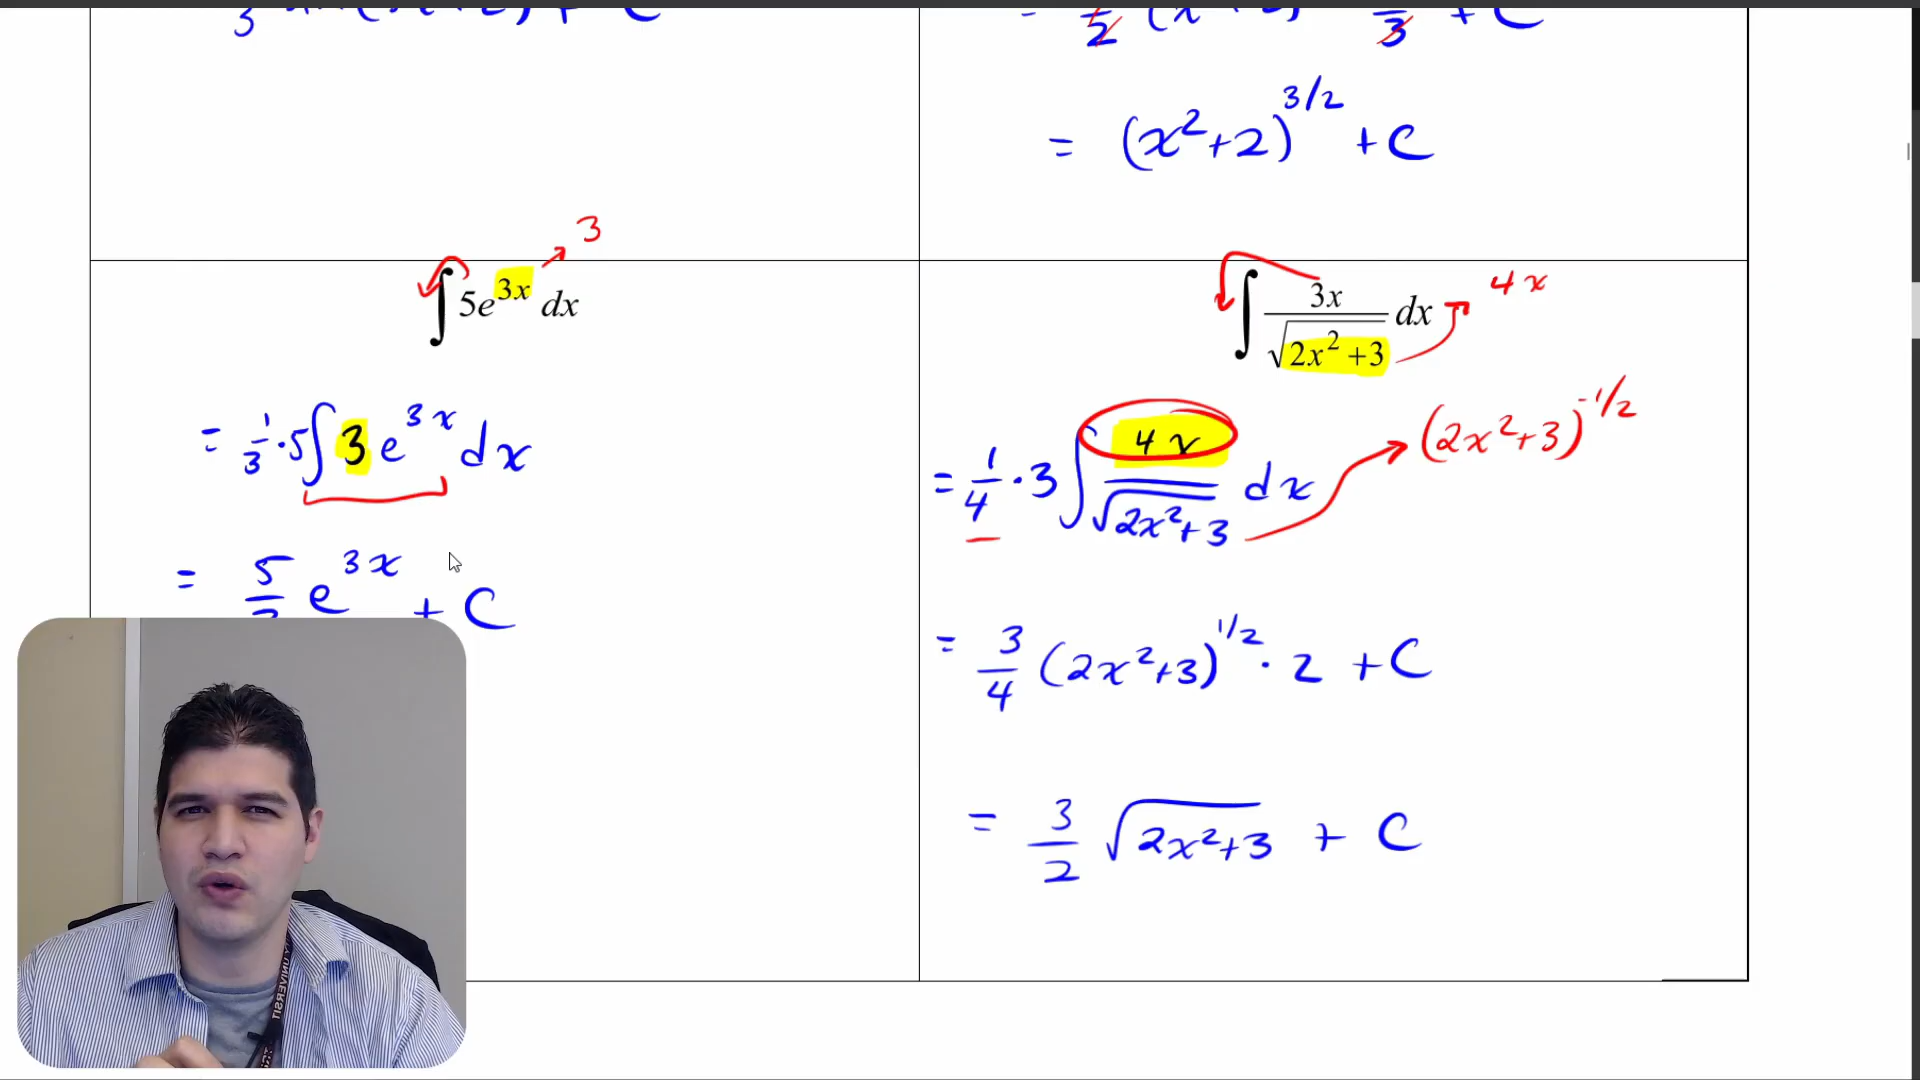 = (x²+2)^{3/2} + C
3
∫ 5e^{3x} dx
= 1/3 · 5 ∫ 3 e^{3x} dx
= 5/ e^{3x} + C
∫ 3x/√(2x²+3) dx
4x
= 1/4 · 3 ∫ 4x/√(2x²+3) dx
(2x²+3)^{-1/2}
= 3/4 (2x²+3)^{1/2} · 2 + C
= 3/2 √(2x²+3) + C